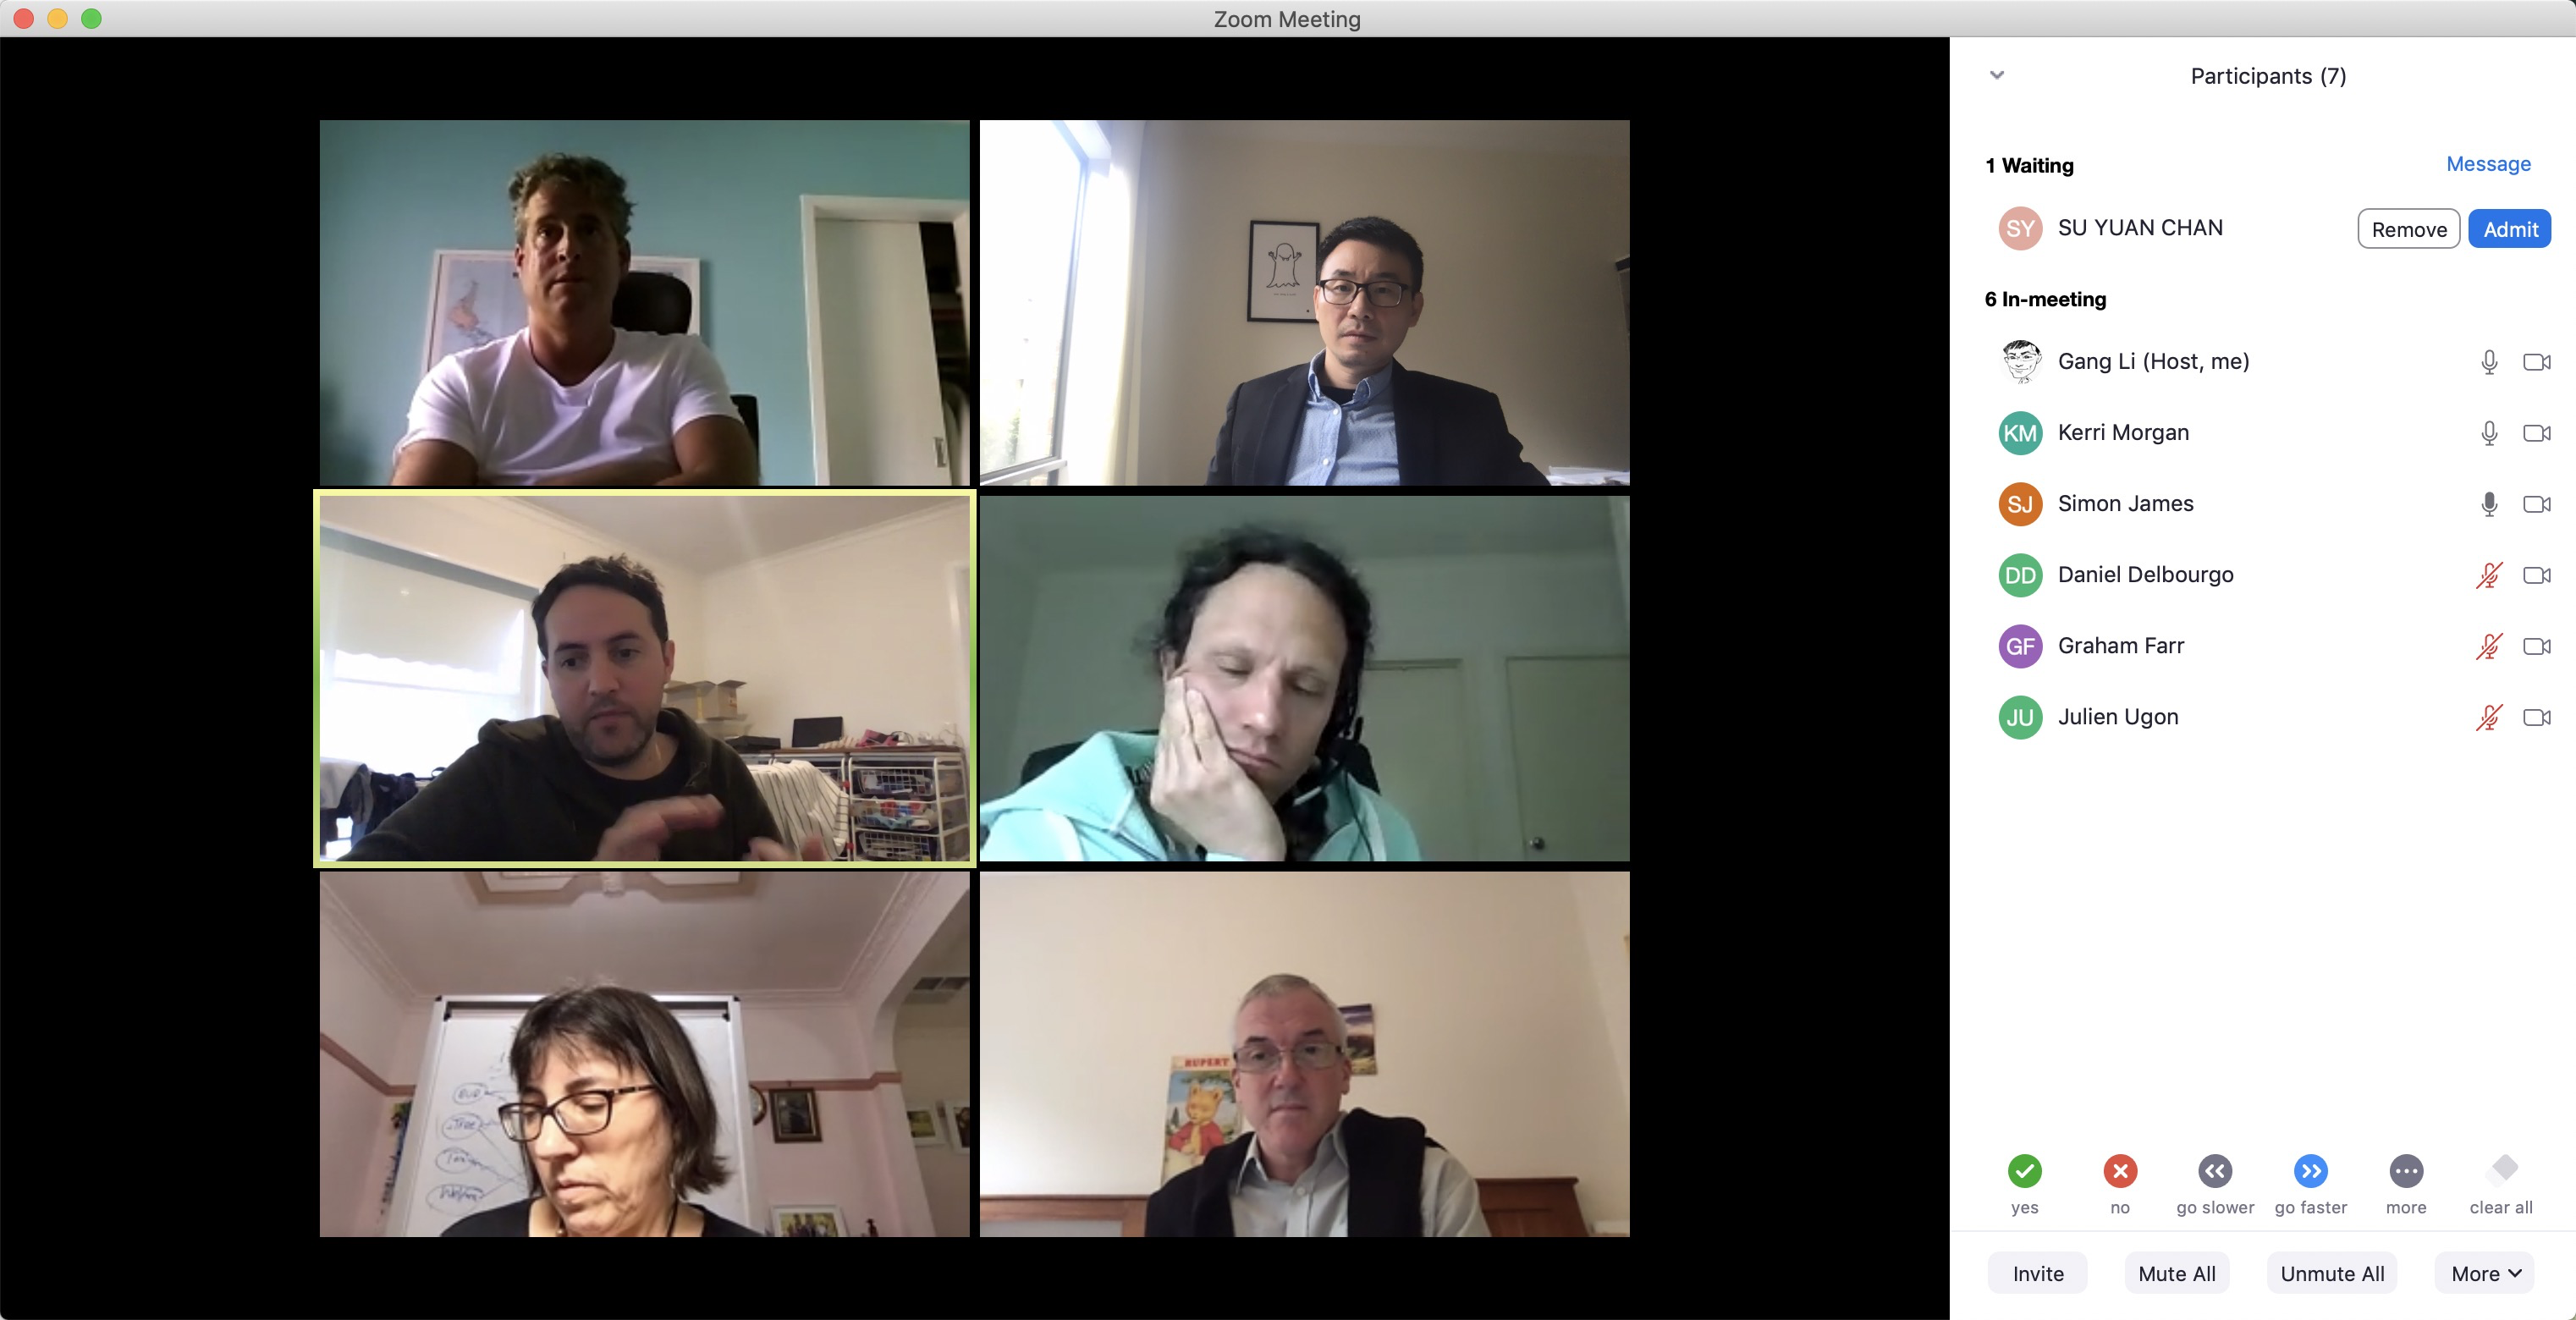 Zoom Meeting
Participants (7)
1 Waiting
Message
SY
SU YUAN CHAN
Remove
Admit
6 In-meeting
Gang Li (Host, me)
KM
Kerri Morgan
SJ
Simon James
DD
Daniel Delbourgo
GF
Graham Farr
JU
Julien Ugon
RUPERT
yes
no
go slower
go faster
more
clear all
Invite
Mute All
Unmute All
More